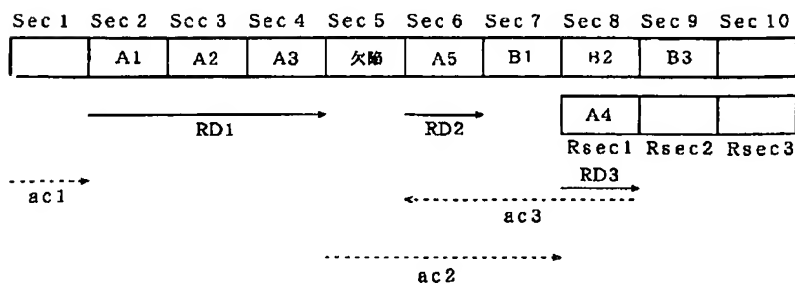 Sec 1 Sec 2 Scc 3 Sec 4 Sec 5 Sec 6 Sec 7 Sec 8 Sec 9 Sec 10
A1 A2 A3 欠陥 A5 B1 B2 B3
A4
RD1 RD2
Rsec1 Rsec2 Rsec3
RD3
ac1
ac3
ac2